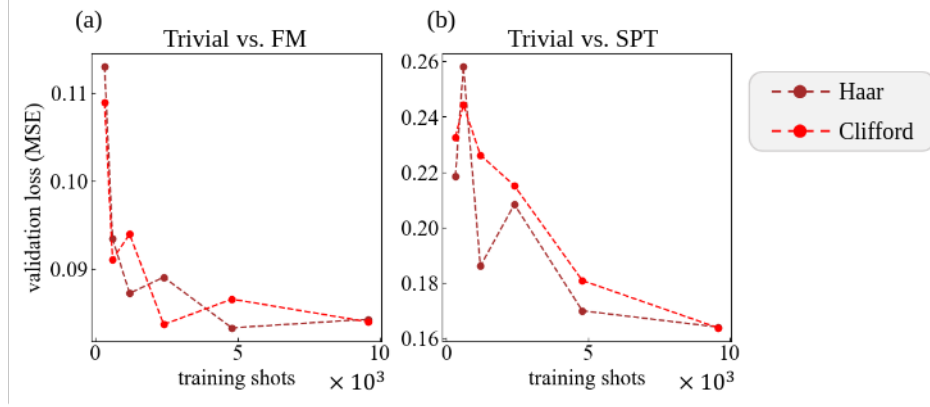 (a)
Trivial vs. FM
validation loss (MSE)
0.11
0.10
0.09
0
5
10
training shots
× 10³
(b)
Trivial vs. SPT
0.26
0.24
0.22
0.20
0.18
0.16
0
5
10
training shots
× 10³
Haar
Clifford